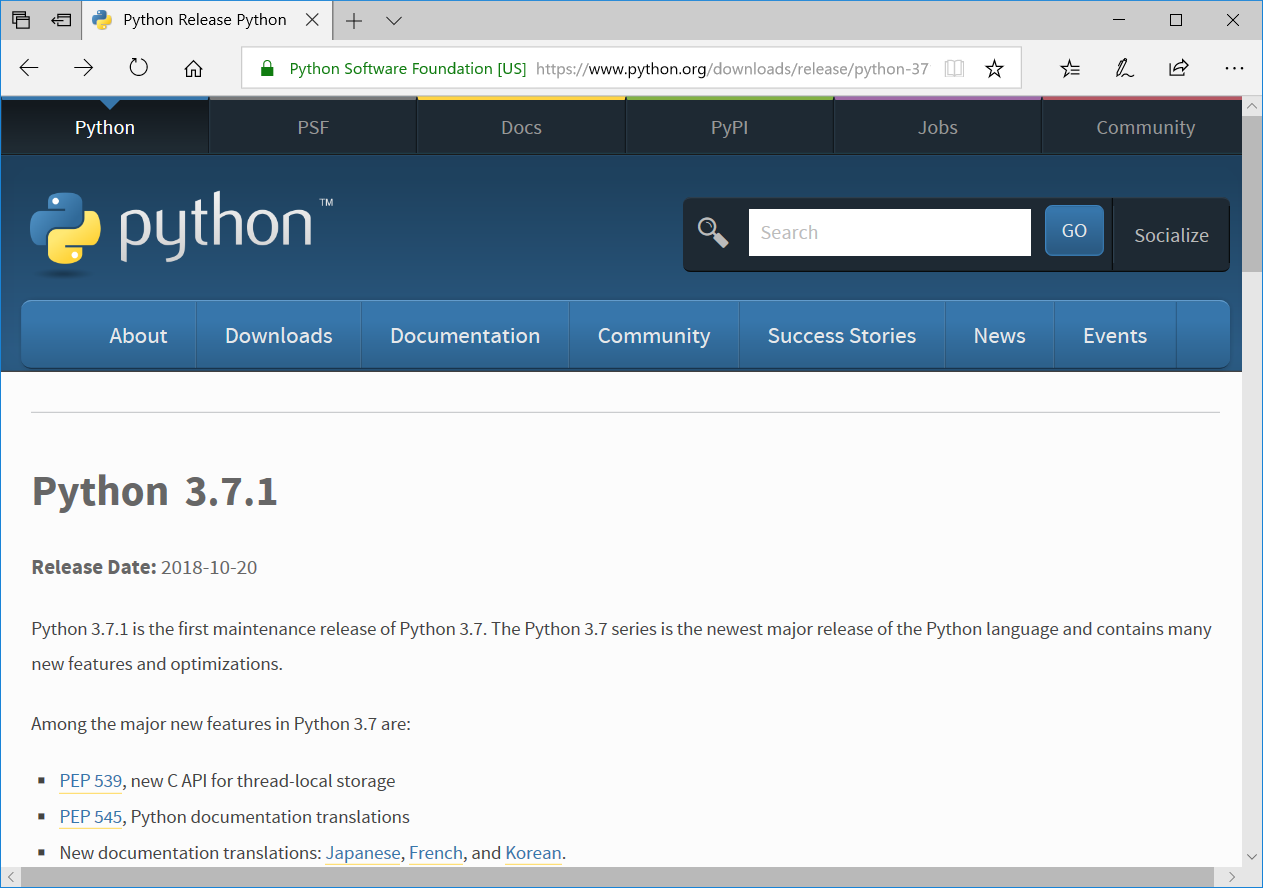 Python Release Python
Python Software Foundation [US] https://www.python.org/downloads/release/python-37
Python PSF Docs PyPI Jobs Community
python™ Search GO Socialize
About Downloads Documentation Community Success Stories News Events
Python 3.7.1
Release Date: 2018-10-20
Python 3.7.1 is the first maintenance release of Python 3.7. The Python 3.7 series is the newest major release of the Python language and contains many
new features and optimizations.
Among the major new features in Python 3.7 are:
PEP 539, new C API for thread-local storage
PEP 545, Python documentation translations
New documentation translations: Japanese, French, and Korean.